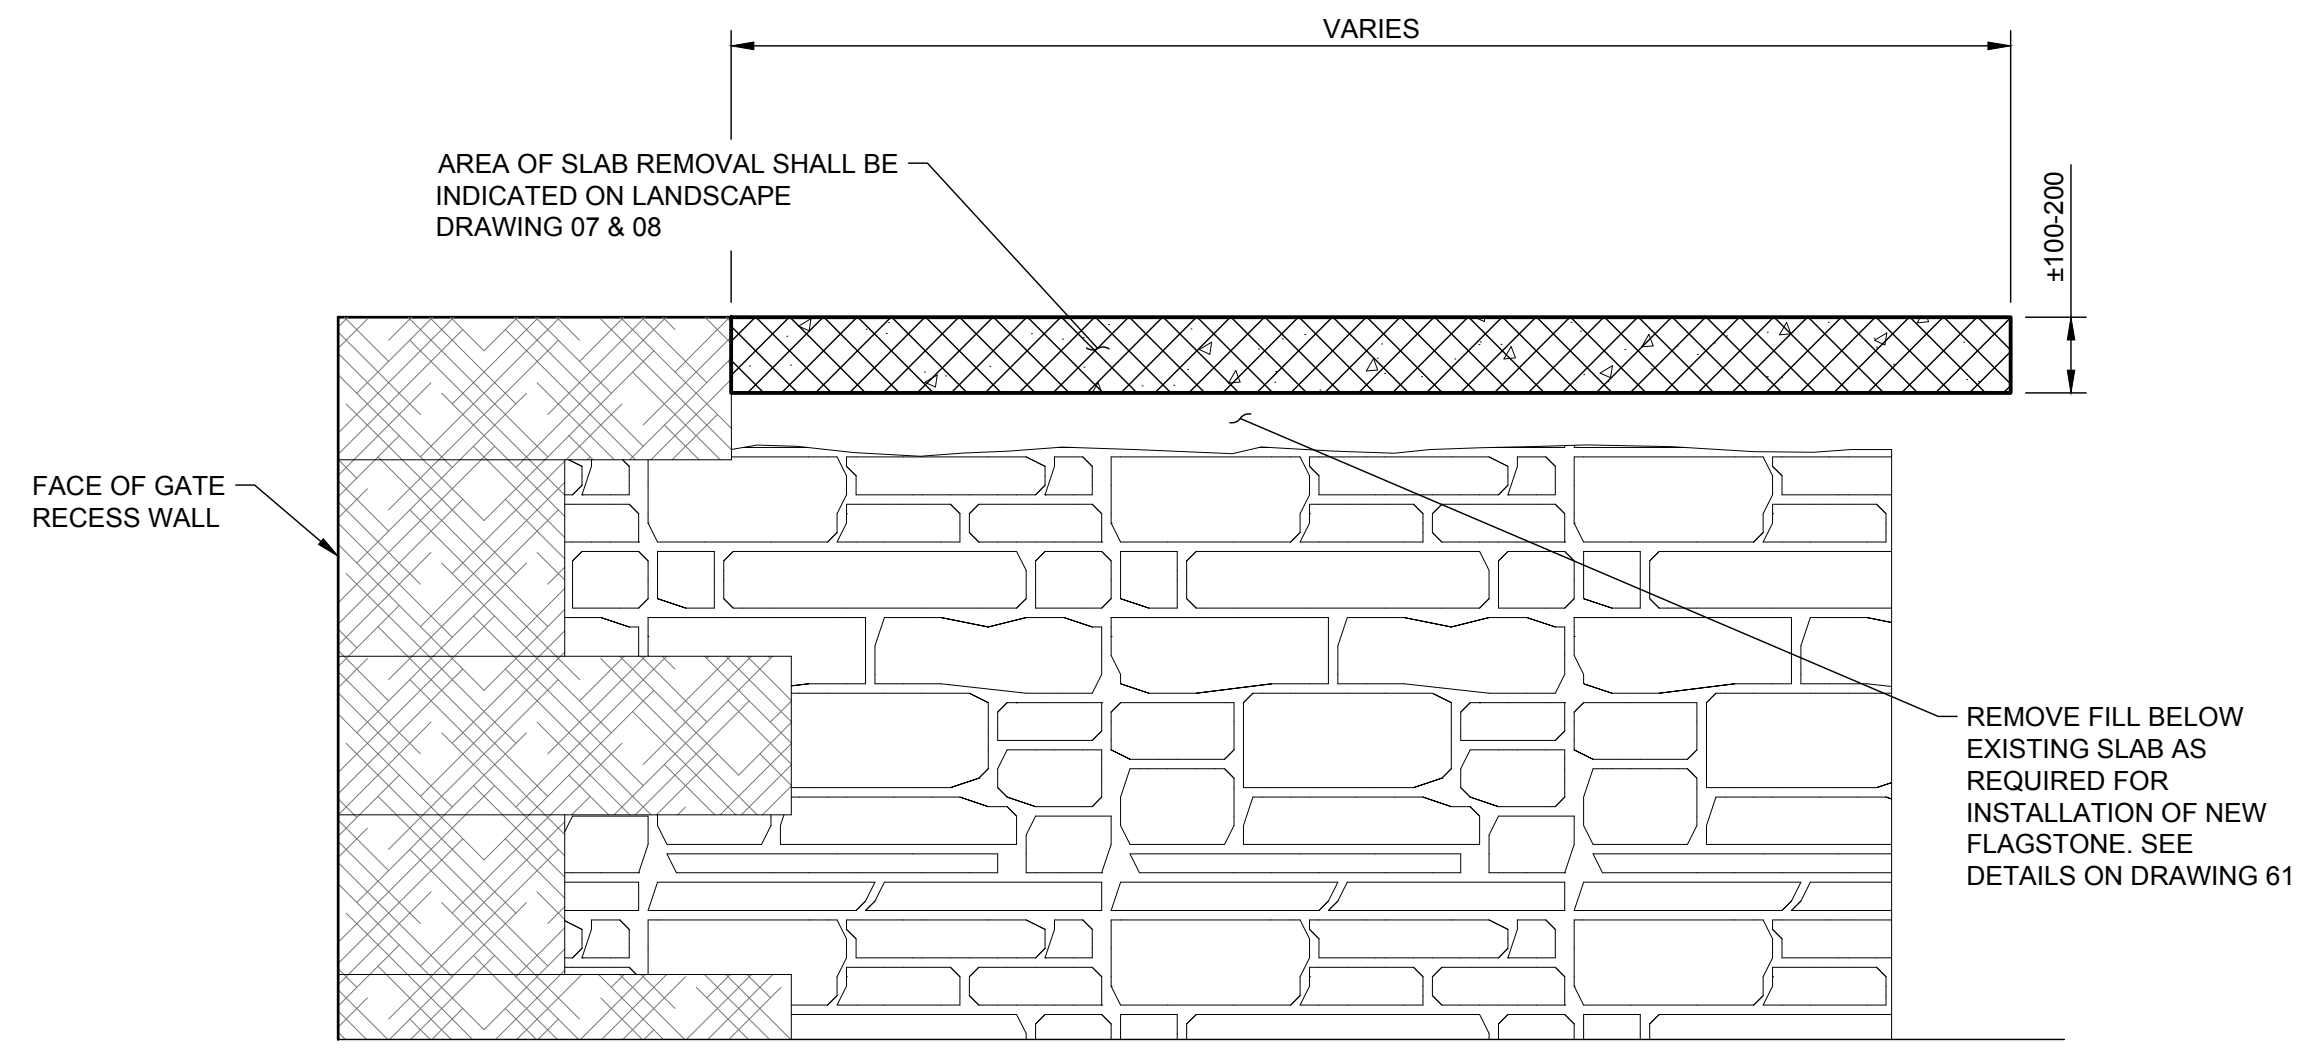 VARIES
AREA OF SLAB REMOVAL SHALL BE
INDICATED ON LANDSCAPE
DRAWING 07 & 08
±100-200
FACE OF GATE
RECESS WALL
REMOVE FILL BELOW
EXISTING SLAB AS
REQUIRED FOR
INSTALLATION OF NEW
FLAGSTONE. SEE
DETAILS ON DRAWING 61